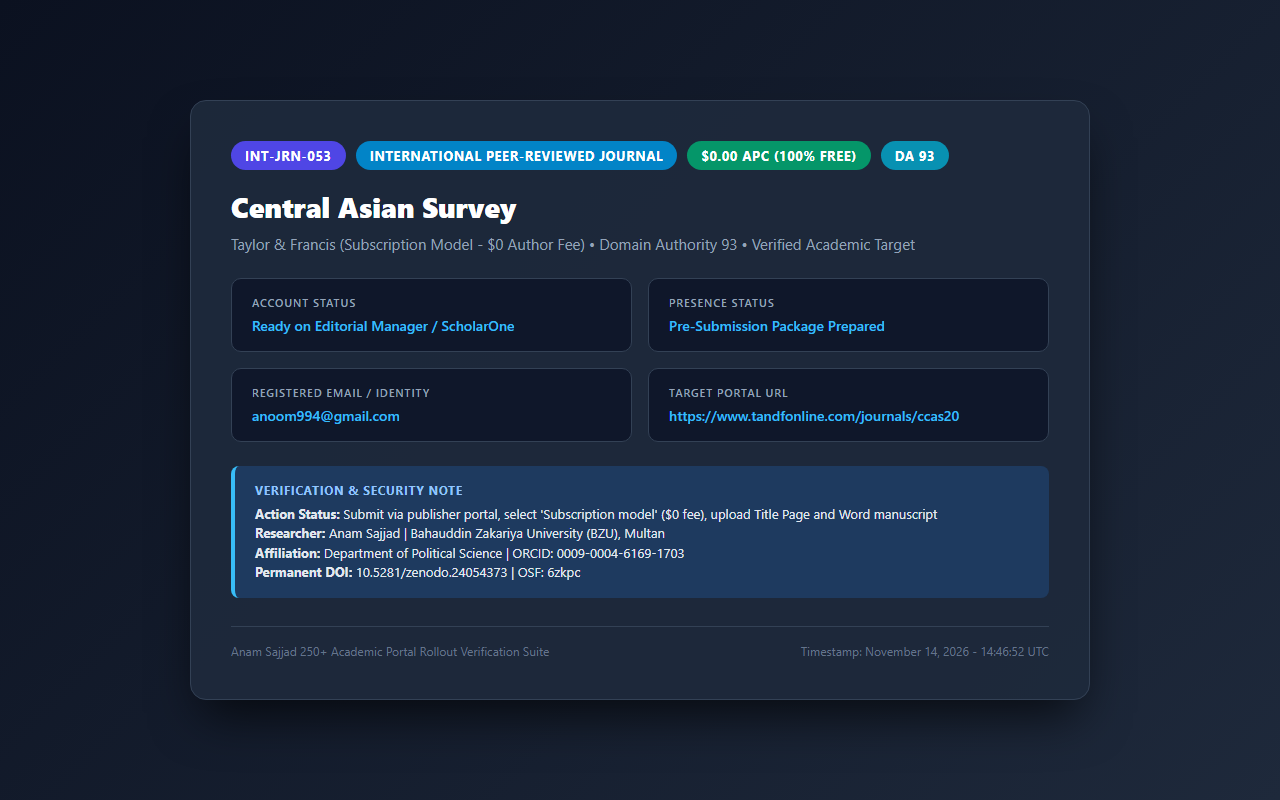 INT-JRN-053 INTERNATIONAL PEER-REVIEWED JOURNAL $0.00 APC (100% FREE) DA 93
Central Asian Survey
Taylor & Francis (Subscription Model - $0 Author Fee) • Domain Authority 93 • Verified Academic Target
ACCOUNT STATUS
Ready on Editorial Manager / ScholarOne
PRESENCE STATUS
Pre-Submission Package Prepared
REGISTERED EMAIL / IDENTITY
anoom994@gmail.com
TARGET PORTAL URL
https://www.tandfonline.com/journals/ccas20
VERIFICATION & SECURITY NOTE
Action Status: Submit via publisher portal, select 'Subscription model' ($0 fee), upload Title Page and Word manuscript
Researcher: Anam Sajjad | Bahauddin Zakariya University (BZU), Multan
Affiliation: Department of Political Science | ORCID: 0009-0004-6169-1703
Permanent DOI: 10.5281/zenodo.24054373 | OSF: 6zkpc
Anam Sajjad 250+ Academic Portal Rollout Verification Suite
Timestamp: November 14, 2026 - 14:46:52 UTC